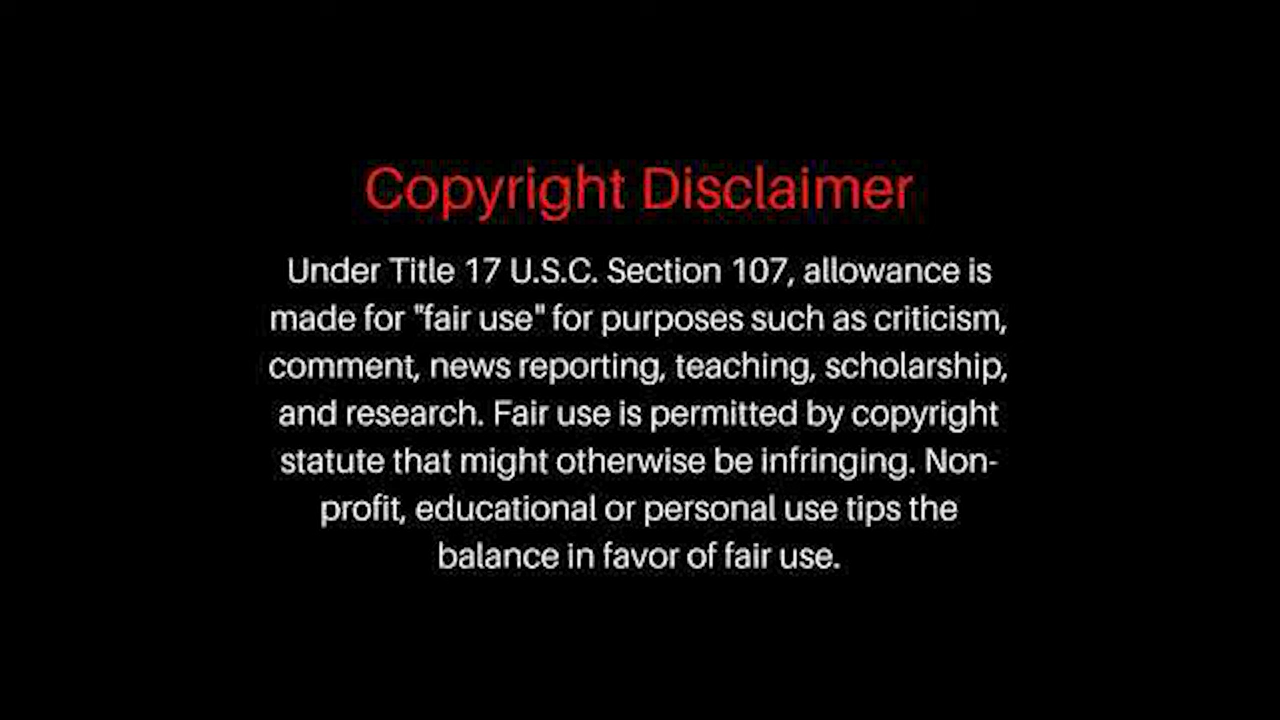 Copyright Disclaimer
Under Title 17 U.S.C. Section 107, allowance is
made for "fair use" for purposes such as criticism,
comment, news reporting, teaching, scholarship,
and research. Fair use is permitted by copyright
statute that might otherwise be infringing. Non-
profit, educational or personal use tips the
balance in favor of fair use.